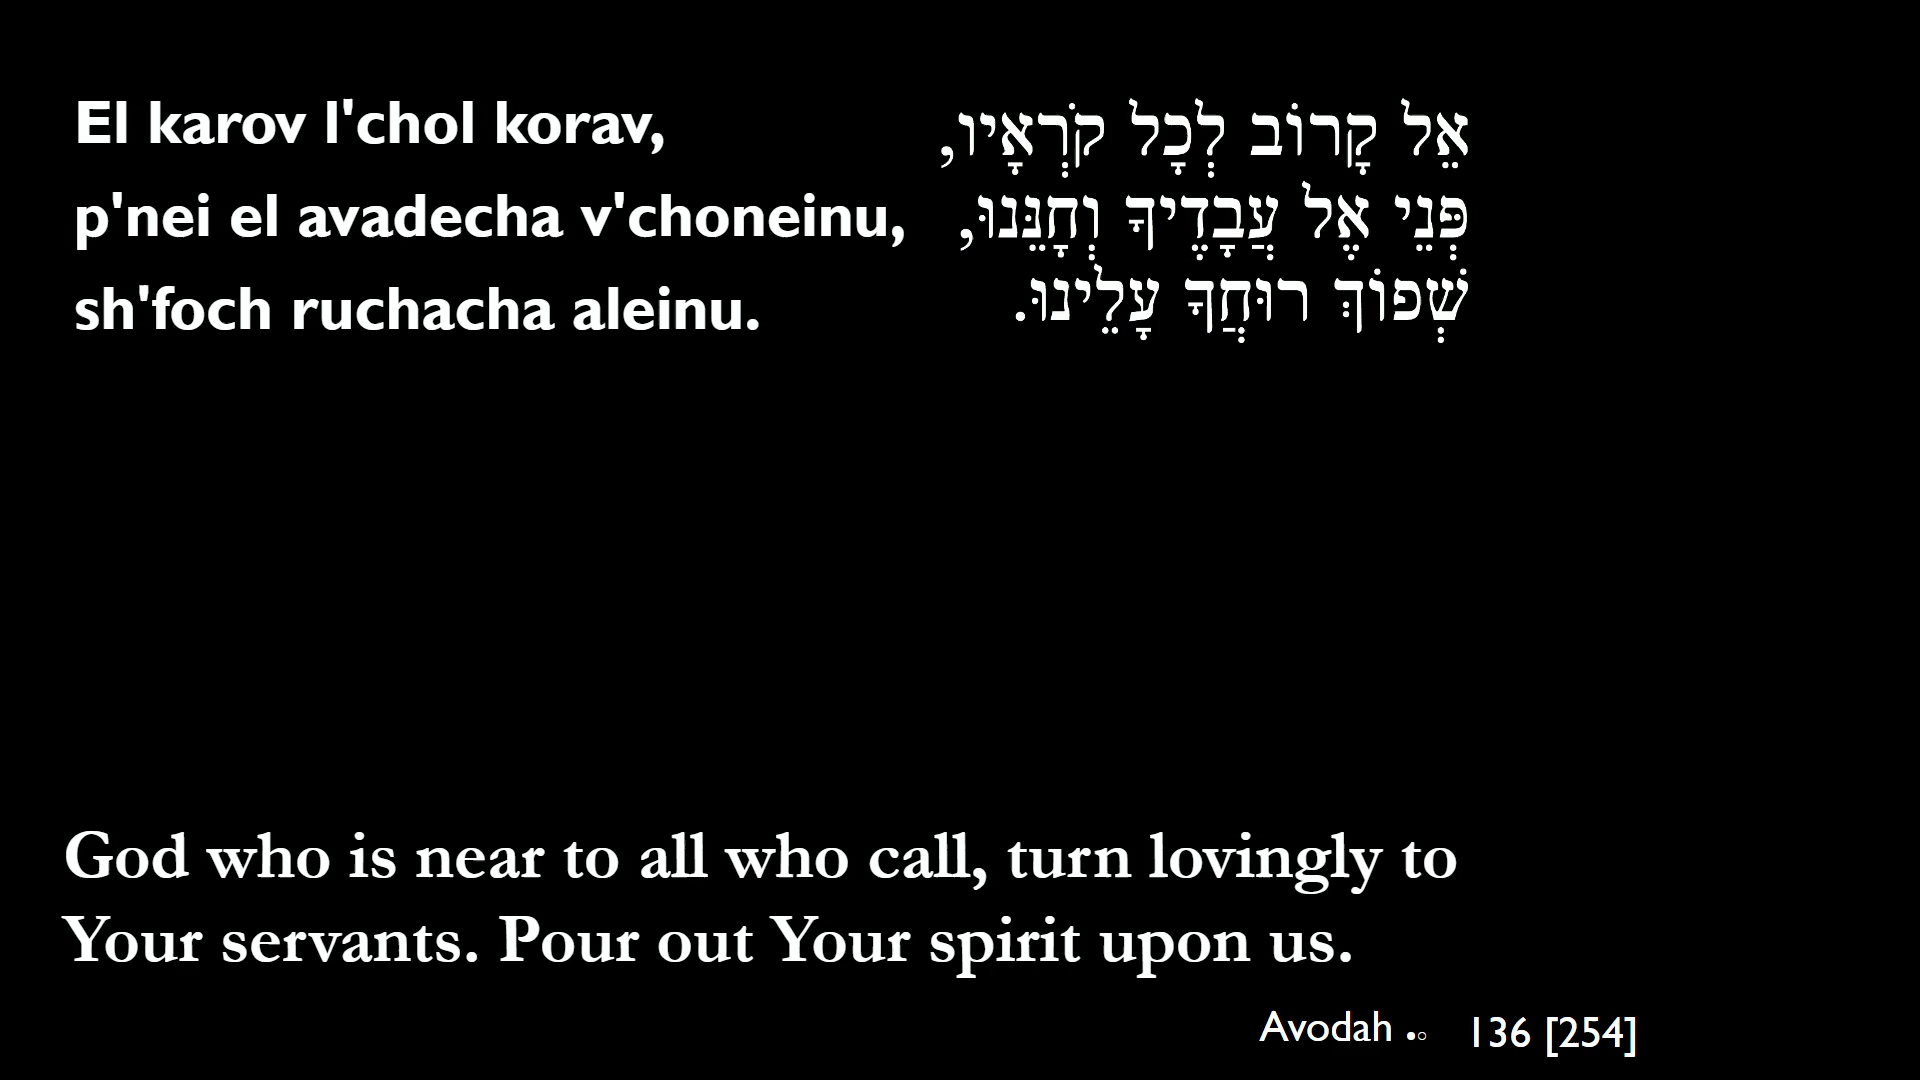 El karov l'chol korav,
p'nei el avadecha v'choneinu,
sh'foch ruchacha aleinu.
אֵל קָרוֹב לְכָל קֹרְאָיו,
פְּנֵי אֶל עֲבָדֶיךָ וְחָנֵּנוּ,
שְׁפוֹךְ רוּחֲךָ עָלֵינוּ.
God who is near to all who call, turn lovingly to
Your servants. Pour out Your spirit upon us.
Avodah 136 [254]